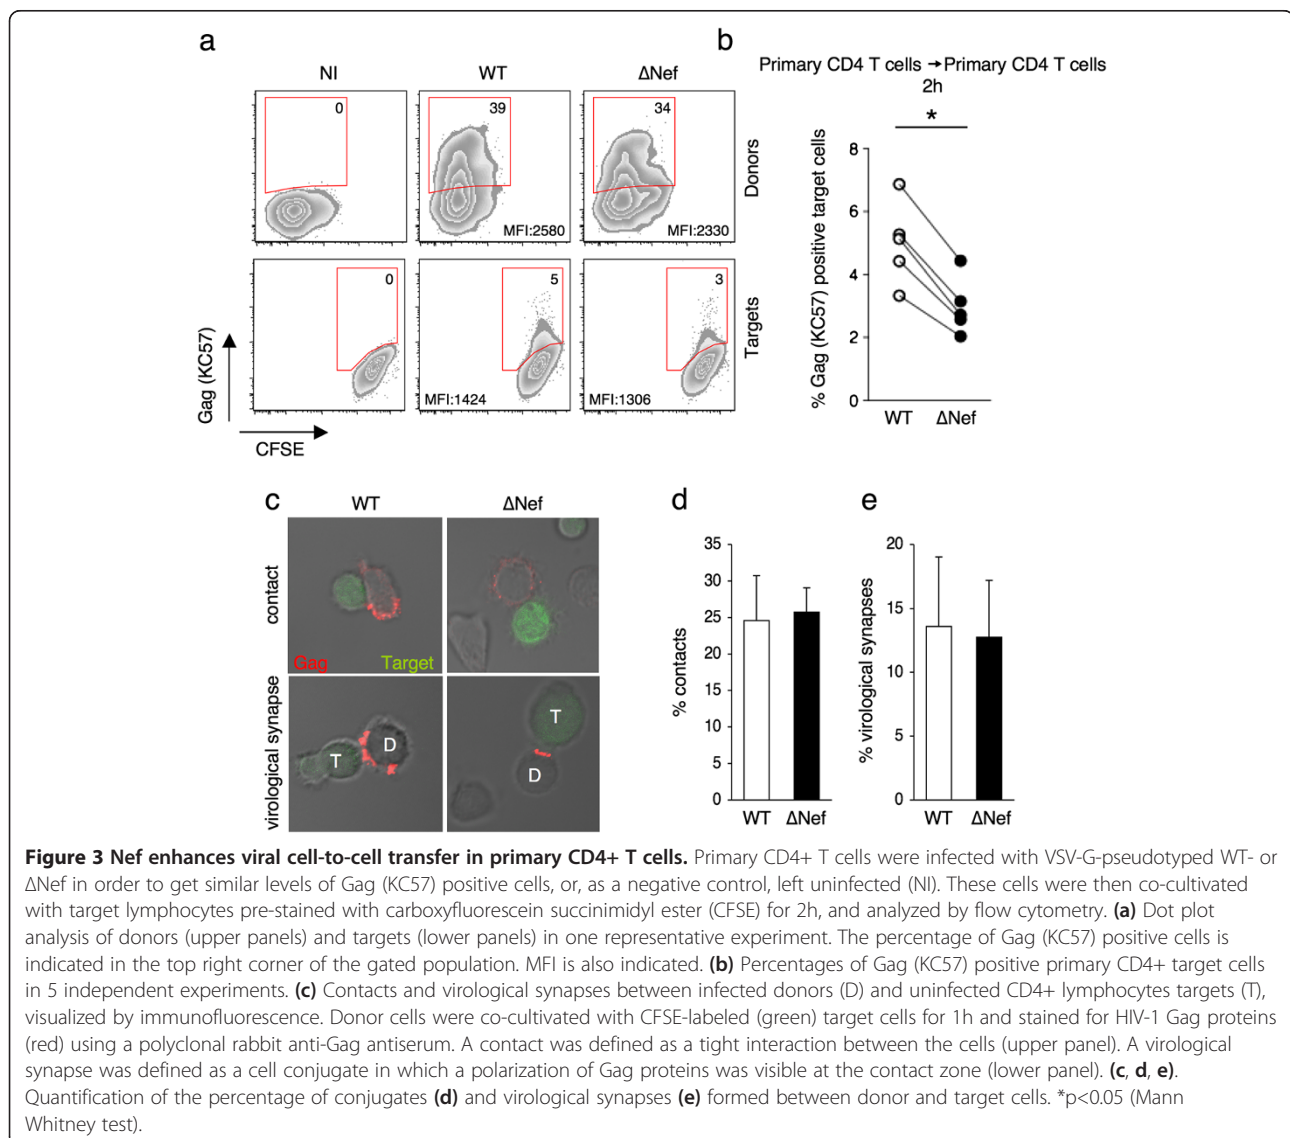 a
NI
WT
ΔNef
0
39
34
MFI:2580
MFI:2330
Donors
0
5
3
MFI:1424
MFI:1306
Targets
Gag (KC57)
CFSE
b
Primary CD4 T cells → Primary CD4 T cells
2h
*
% Gag (KC57) positive target cells
8
6
4
2
0
WT
ΔNef
c
WT
ΔNef
contact
Gag
Target
virological synapse
T
D
T
D
d
% contacts
35
30
25
20
15
10
5
0
WT
ΔNef
e
% virological synapses
20
15
10
5
0
WT
ΔNef
Figure 3 Nef enhances viral cell-to-cell transfer in primary CD4+ T cells. Primary CD4+ T cells were infected with VSV-G-pseudotyped WT- or
ΔNef in order to get similar levels of Gag (KC57) positive cells, or, as a negative control, left uninfected (NI). These cells were then co-cultivated
with target lymphocytes pre-stained with carboxyfluorescein succinimidyl ester (CFSE) for 2h, and analyzed by flow cytometry. (a) Dot plot
analysis of donors (upper panels) and targets (lower panels) in one representative experiment. The percentage of Gag (KC57) positive cells is
indicated in the top right corner of the gated population. MFI is also indicated. (b) Percentages of Gag (KC57) positive primary CD4+ target cells
in 5 independent experiments. (c) Contacts and virological synapses between infected donors (D) and uninfected CD4+ lymphocytes targets (T),
visualized by immunofluorescence. Donor cells were co-cultivated with CFSE-labeled (green) target cells for 1h and stained for HIV-1 Gag proteins
(red) using a polyclonal rabbit anti-Gag antiserum. A contact was defined as a tight interaction between the cells (upper panel). A virological
synapse was defined as a cell conjugate in which a polarization of Gag proteins was visible at the contact zone (lower panel). (c, d, e).
Quantification of the percentage of conjugates (d) and virological synapses (e) formed between donor and target cells. *p<0.05 (Mann
Whitney test).